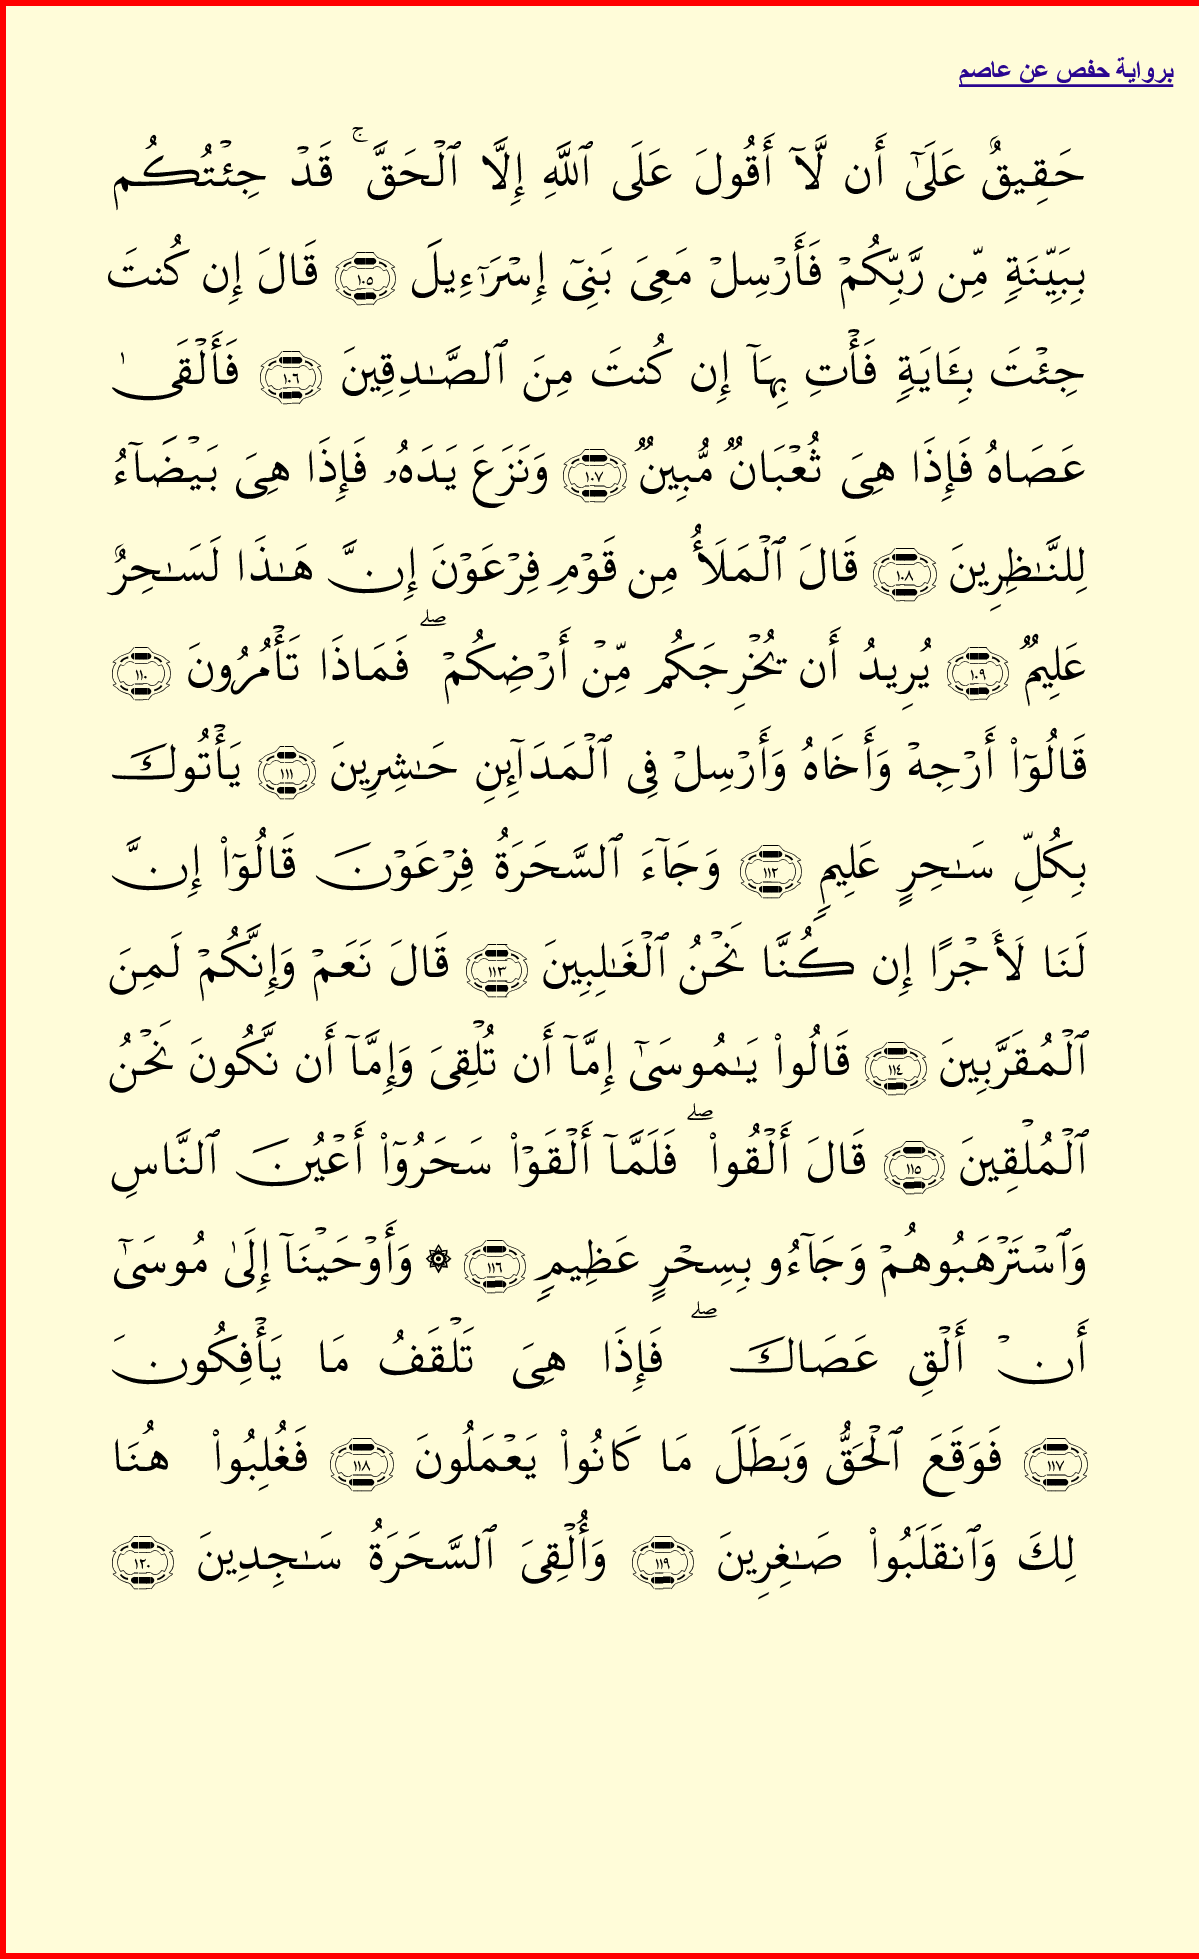 برواية حفص عن عاصم
حَقِيقٌ عَلَىٰٓ أَن لَّآ أَقُولَ عَلَى ٱللَّهِ إِلَّا ٱلْحَقَّ ۚ قَدْ جِئْتُكُم
بِبَيِّنَةٍ مِّن رَّبِّكُمْ فَأَرْسِلْ مَعِىَ بَنِىٓ إِسْرَٰٓءِيلَ ١٠٥ قَالَ إِن كُنتَ
جِئْتَ بِـَٔايَةٍ فَأْتِ بِهَآ إِن كُنتَ مِنَ ٱلصَّـٰدِقِينَ ١٠٦ فَأَلْقَىٰ
عَصَاهُ فَإِذَا هِىَ ثُعْبَانٌ مُّبِينٌ ١٠٧ وَنَزَعَ يَدَهُۥ فَإِذَا هِىَ بَيْضَآءُ
لِلنَّـٰظِرِينَ ١٠٨ قَالَ ٱلْمَلَأُ مِن قَوْمِ فِرْعَوْنَ إِنَّ هَـٰذَا لَسَـٰحِرٌ
عَلِيمٌ ١٠٩ يُرِيدُ أَن يُخْرِجَكُم مِّنْ أَرْضِكُمْ ۖ فَمَاذَا تَأْمُرُونَ ١١٠
قَالُوٓا۟ أَرْجِهْ وَأَخَاهُ وَأَرْسِلْ فِى ٱلْمَدَآئِنِ حَـٰشِرِينَ ١١١ يَأْتُوكَ
بِكُلِّ سَـٰحِرٍ عَلِيمٍ ١١٢ وَجَآءَ ٱلسَّحَرَةُ فِرْعَوْنَ قَالُوٓا۟ إِنَّ
لَنَا لَأَجْرًا إِن كُنَّا نَحْنُ ٱلْغَـٰلِبِينَ ١١٣ قَالَ نَعَمْ وَإِنَّكُمْ لَمِنَ
ٱلْمُقَرَّبِينَ ١١٤ قَالُوا۟ يَـٰمُوسَىٰٓ إِمَّآ أَن تُلْقِىَ وَإِمَّآ أَن نَّكُونَ نَحْنُ
ٱلْمُلْقِينَ ١١٥ قَالَ أَلْقُوا۟ ۖ فَلَمَّآ أَلْقَوْا۟ سَحَرُوٓا۟ أَعْيُنَ ٱلنَّاسِ
وَٱسْتَرْهَبُوهُمْ وَجَآءُو بِسِحْرٍ عَظِيمٍ ١١٦ ۞ وَأَوْحَيْنَآ إِلَىٰ مُوسَىٰٓ
أَنْ أَلْقِ عَصَاكَ ۖ فَإِذَا هِىَ تَلْقَفُ مَا يَأْفِكُونَ
١١٧ فَوَقَعَ ٱلْحَقُّ وَبَطَلَ مَا كَانُوا۟ يَعْمَلُونَ ١١٨ فَغُلِبُوا۟ هُنَا
لِكَ وَٱنقَلَبُوا۟ صَـٰغِرِينَ ١١٩ وَأُلْقِىَ ٱلسَّحَرَةُ سَـٰجِدِينَ ١٢٠